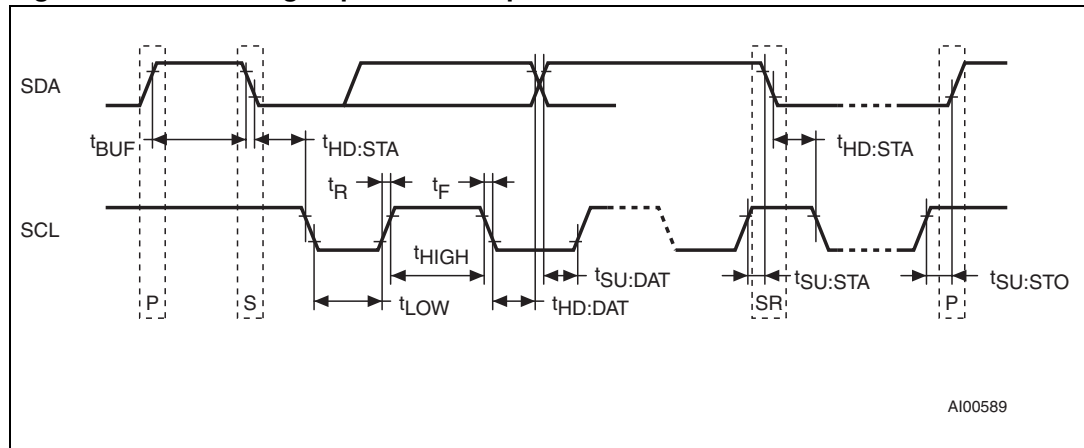 SDA
tBUF
tHD:STA
tHD:STA
tR
tF
SCL
tHIGH
tSU:DAT
tSU:STA
tSU:STO
P
S
tLOW
tHD:DAT
SR
P
AI00589